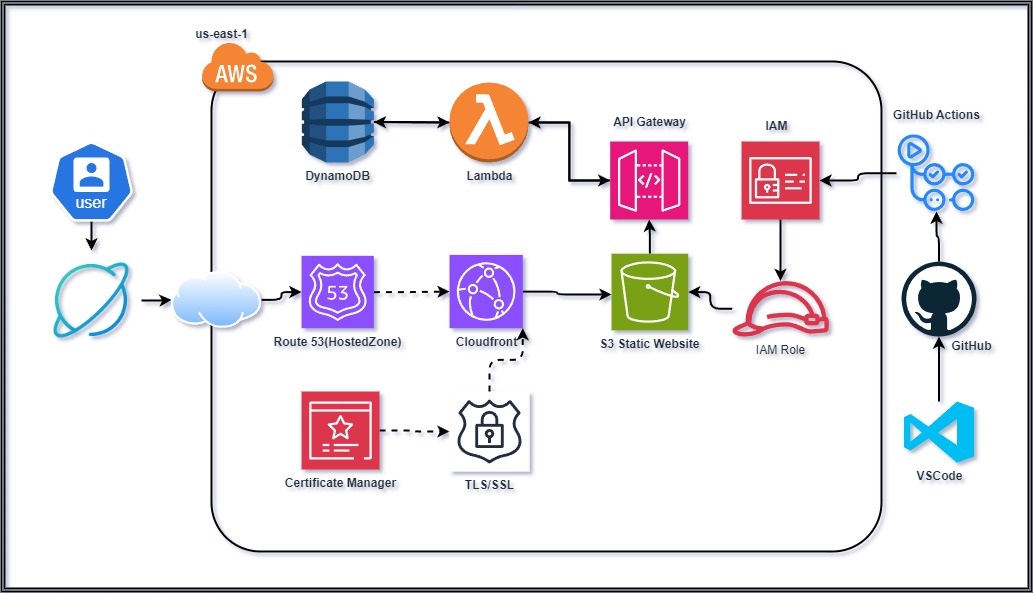 us-east-1
AWS
GitHub Actions
API Gateway
IAM
DynamoDB
Lambda
</>
user
53
Route 53(HostedZone)
Cloudfront
S3 Static Website
IAM Role
GitHub
Certificate Manager
TLS/SSL
VSCode